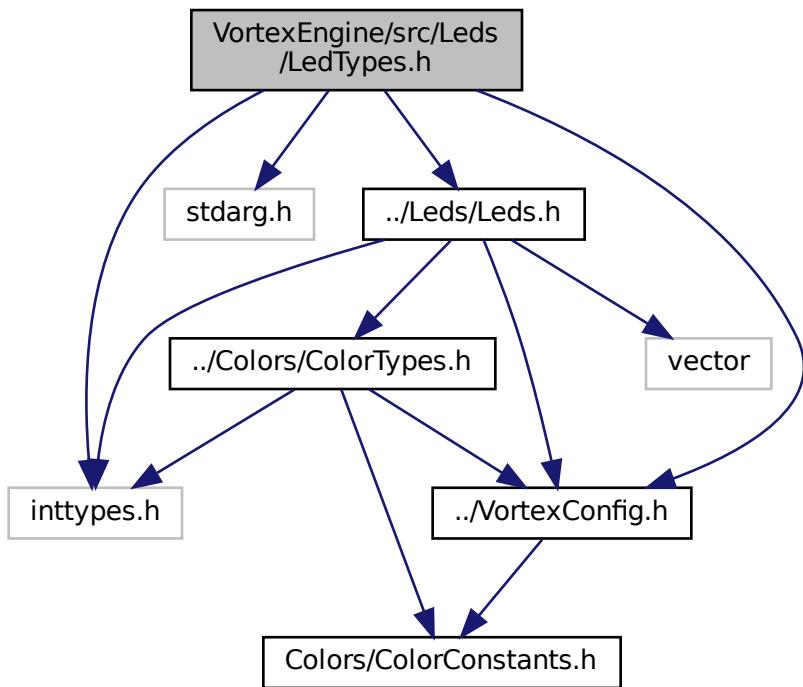 VortexEngine/src/Leds
/LedTypes.h
stdarg.h
../Leds/Leds.h
../Colors/ColorTypes.h
vector
inttypes.h
../VortexConfig.h
Colors/ColorConstants.h